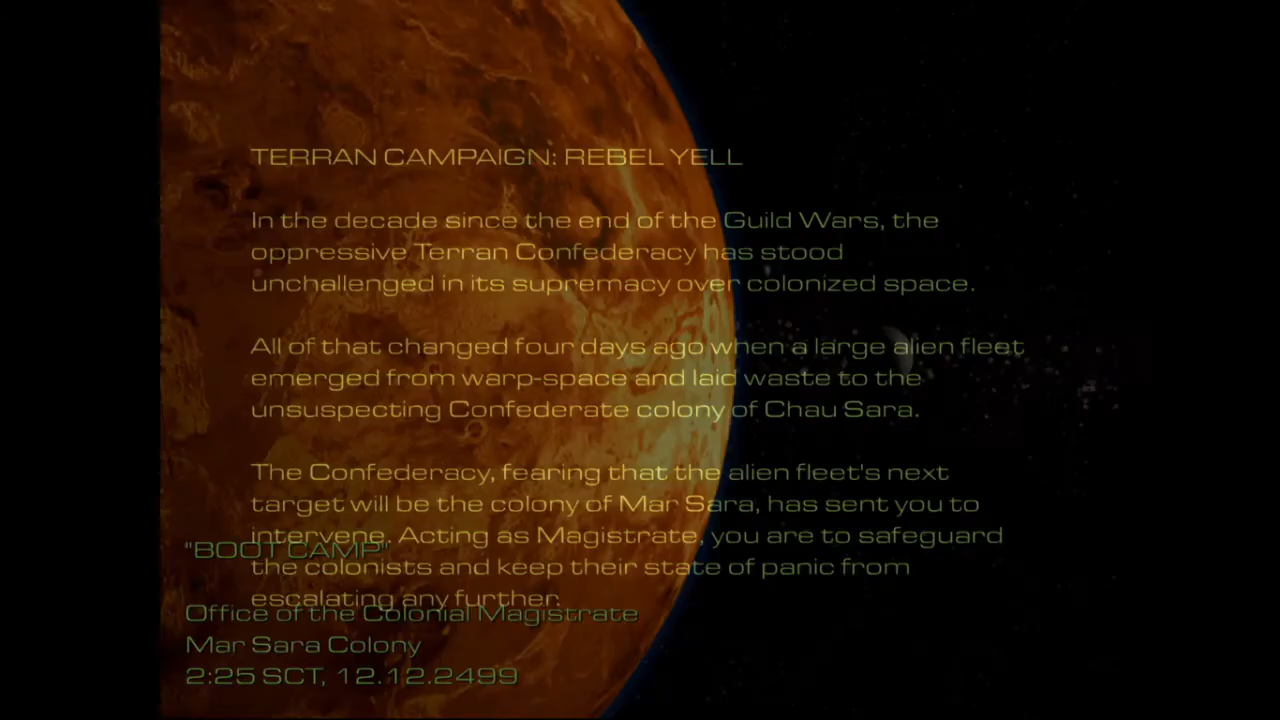 TERRAN CAMPAIGN: REBEL YELL
In the decade since the end of the Guild Wars, the
oppressive Terran Confederacy has stood
unchallenged in its supremacy over colonized space.
All of that changed four days ago when a large alien fleet
emerged from warp-space and laid waste to the
unsuspecting Confederate colony of Chau Sara.
The Confederacy, fearing that the alien fleet's next
target will be the colony of Mar Sara, has sent you to
intervene. Acting as Magistrate, you are to safeguard
the colonists and keep their state of panic from
escalating any further.
"BOOT CAMP"
Office of the Colonial Magistrate
Mar Sara Colony
2:25 SCT, 12.12.2499